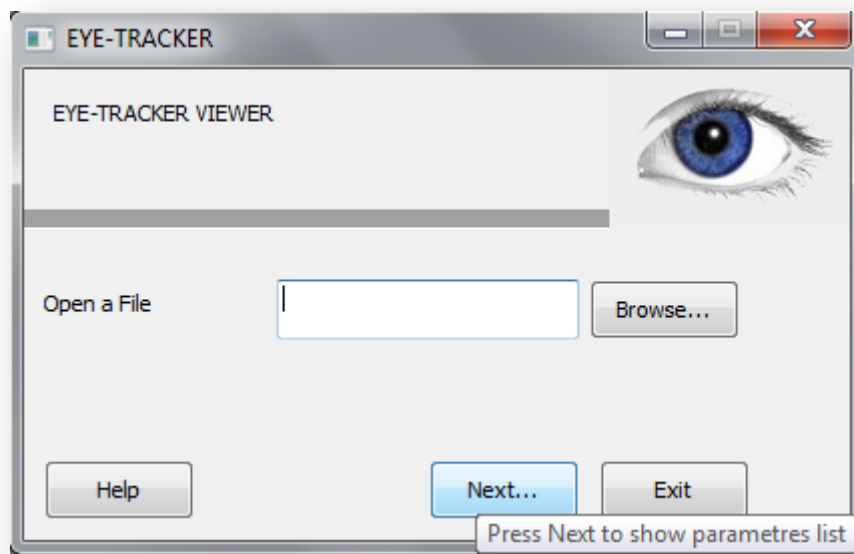 EYE-TRACKER
EYE-TRACKER VIEWER
Open a File
Browse...
Help
Next...
Exit
Press Next to show parametres list